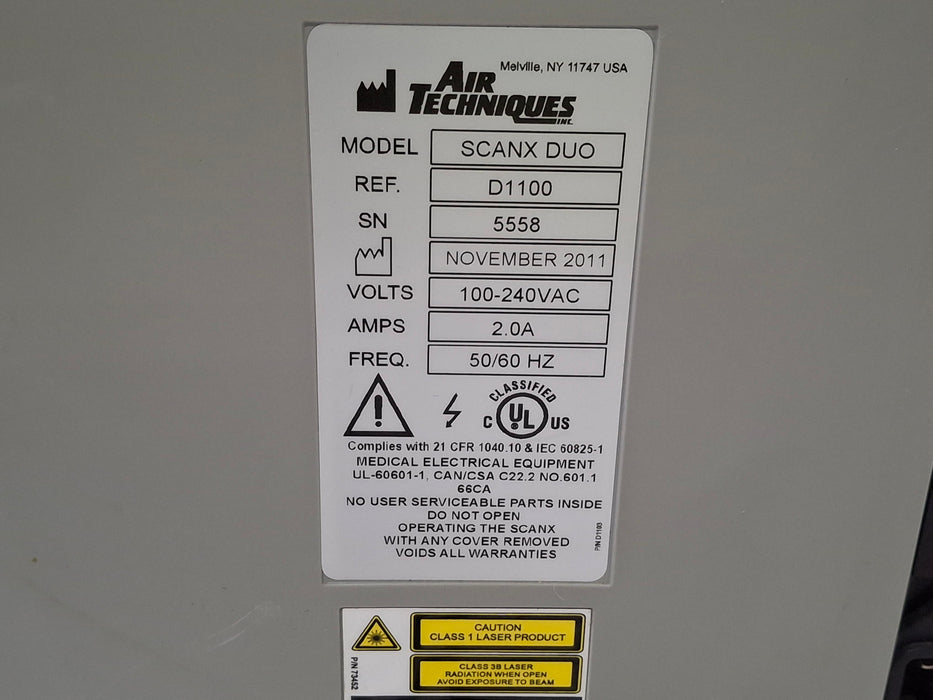 Melville, NY 11747 USA
AIR
TECHNIQUES
INC.
MODEL SCANX DUO
REF. D1100
SN 5558
NOVEMBER 2011
VOLTS 100-240VAC
AMPS 2.0A
FREQ. 50/60 HZ
CLASSIFIED
C UL US
Complies with 21 CFR 1040.10 & IEC 60825-1
MEDICAL ELECTRICAL EQUIPMENT
UL-60601-1, CAN/CSA C22.2 NO.601.1
66CA
NO USER SERVICEABLE PARTS INSIDE
DO NOT OPEN
OPERATING THE SCANX
WITH ANY COVER REMOVED
VOIDS ALL WARRANTIES
P/N D1193
CAUTION
CLASS 1 LASER PRODUCT
CLASS 3B LASER
RADIATION WHEN OPEN
AVOID EXPOSURE TO BEAM
P/N 73452